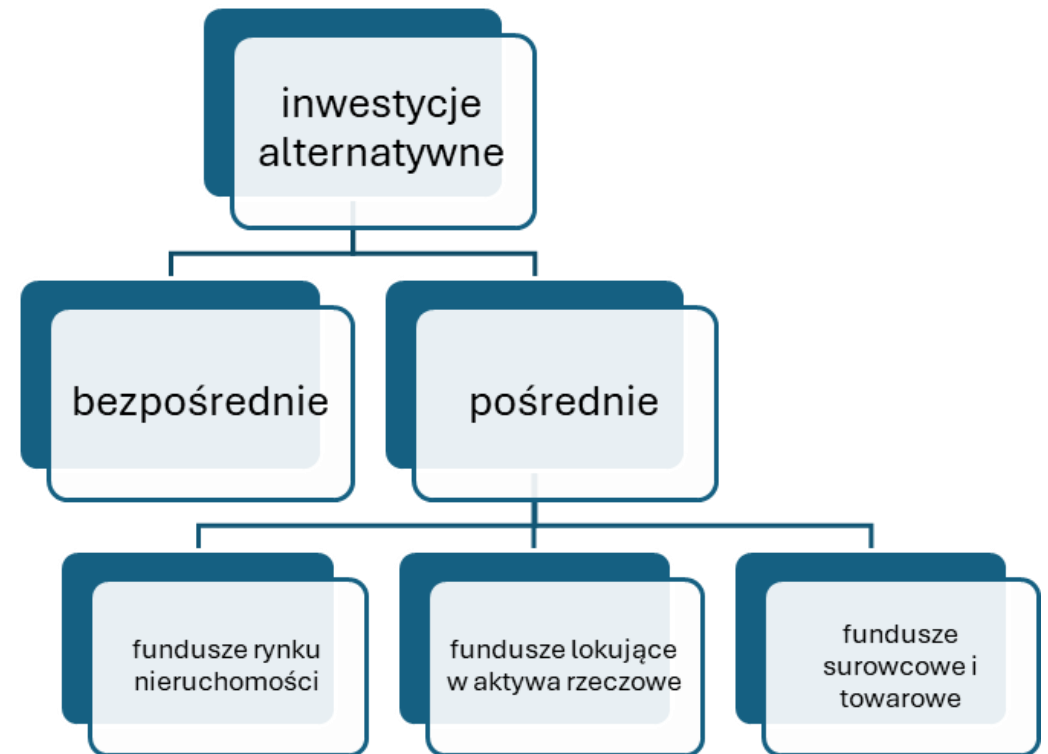 inwestycje
alternatywne
bezpośrednie
pośrednie
fundusze rynku
nieruchomości
fundusze lokujące
w aktywa rzeczowe
fundusze
surowcowe i
towarowe